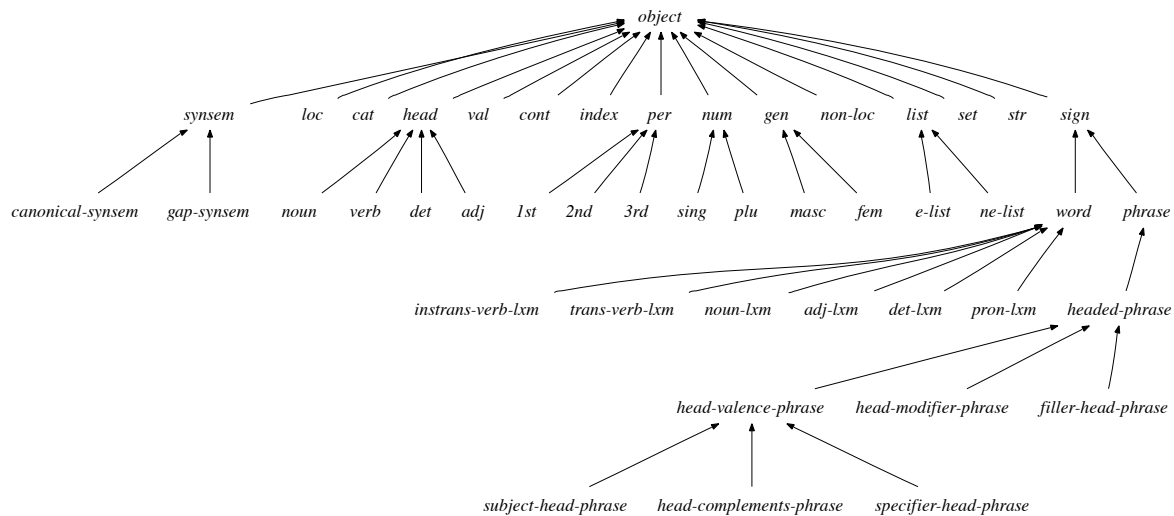 object
synsem loc cat head val cont index per num gen non-loc list set str sign
canonical-synsem gap-synsem noun verb det adj 1st 2nd 3rd sing plu masc fem e-list ne-list word phrase
instrans-verb-lxm trans-verb-lxm noun-lxm adj-lxm det-lxm pron-lxm headed-phrase
head-valence-phrase head-modifier-phrase filler-head-phrase
subject-head-phrase head-complements-phrase specifier-head-phrase